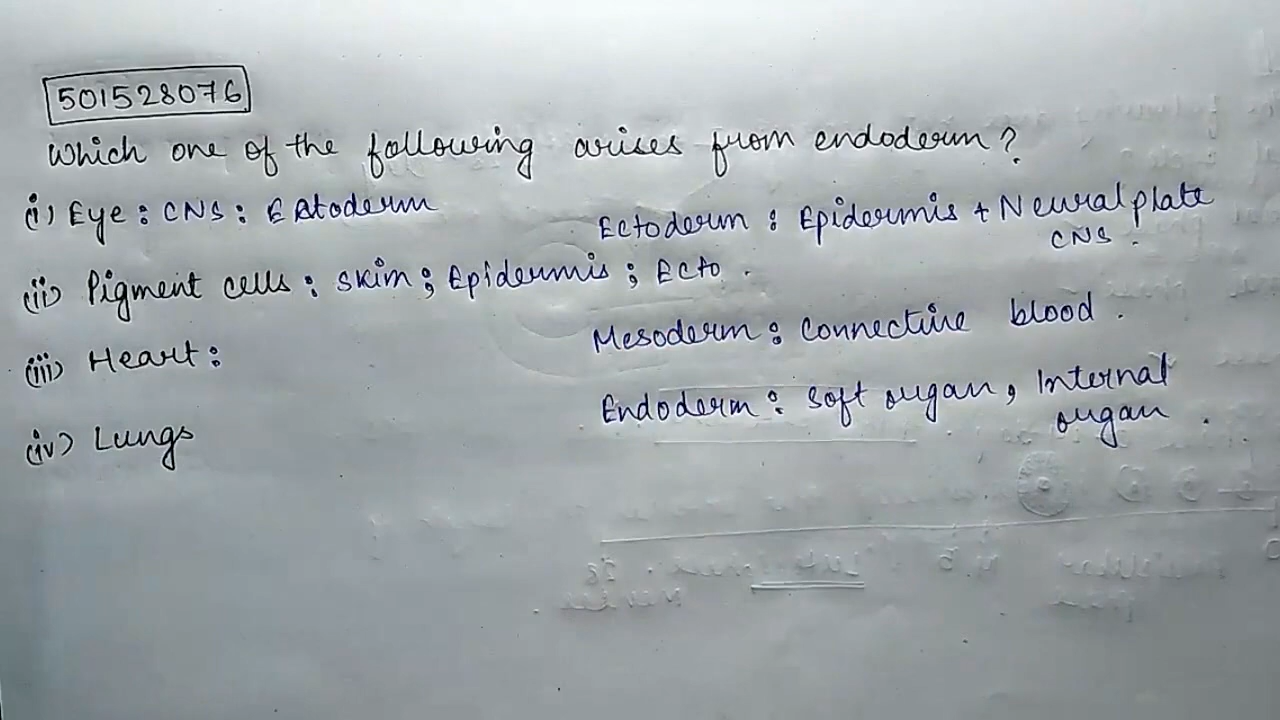 501528076
Which one of the following arises from endoderm?
(i) Eye : CNS : Ectoderm
(ii) Pigment cells : Skin ; Epidermis ; Ecto .
(iii) Heart :
(iv) Lungs
Ectoderm : Epidermis + Neural plate
CNS .
Mesoderm : Connective blood .
Endoderm : Soft organ , Internal
organ .